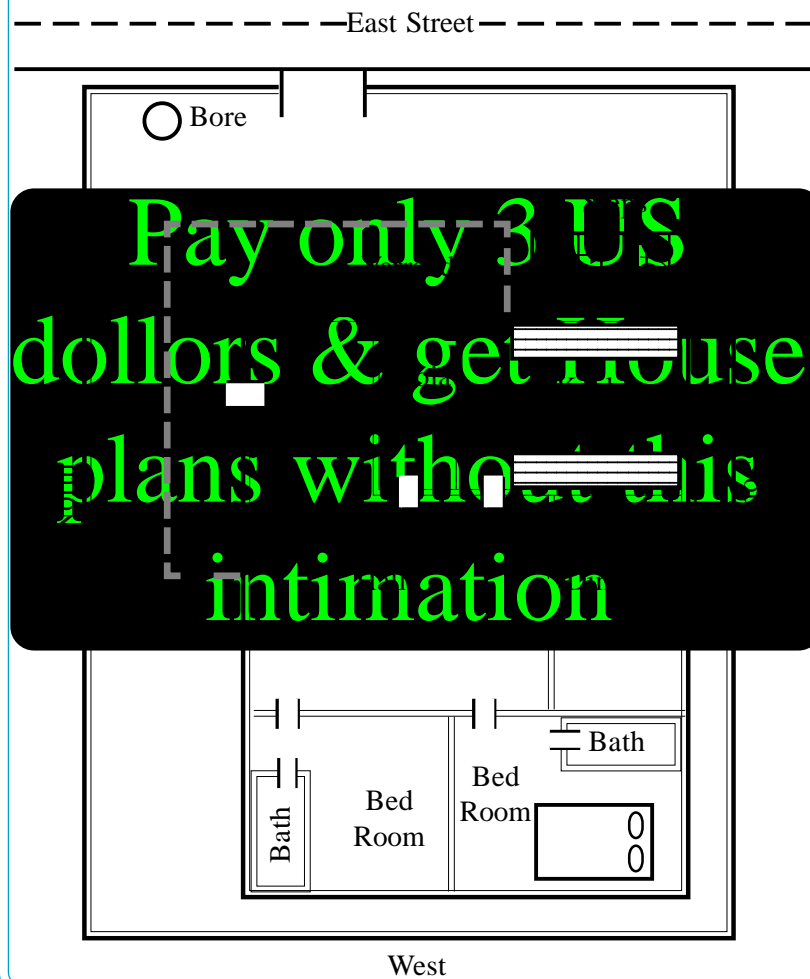 East Street
Bore
Pay only 3 US
dollors & get House
plans without this
intimation
Bath
Bed
Room
Bed
Room
Bath
West